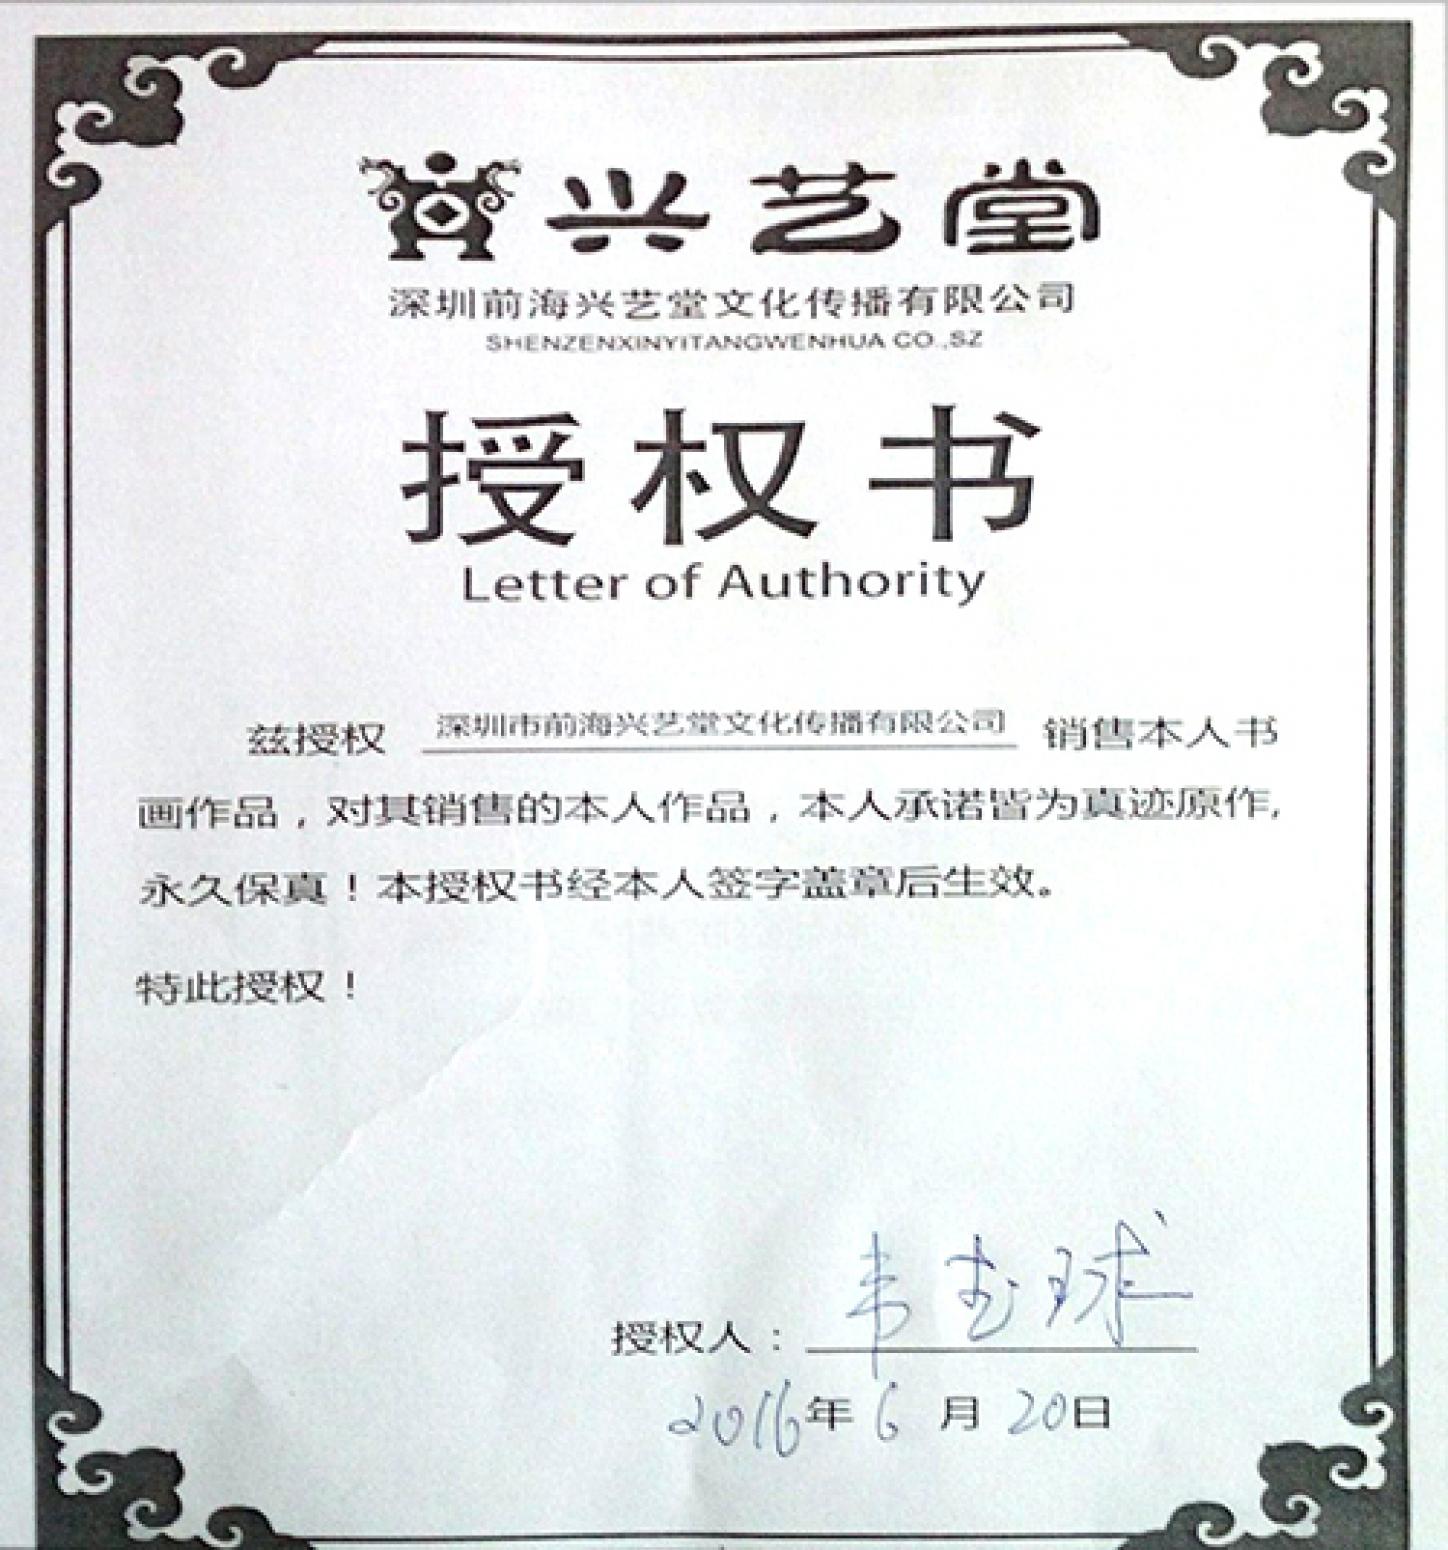 兴艺堂
深圳前海兴艺堂文化传播有限公司
SHENZENXINYITANGWENHUA CO.,SZ
授权书
Letter of Authority
兹授权 深圳市前海兴艺堂文化传播有限公司 销售本人书
画作品，对其销售的本人作品，本人承诺皆为真迹原作,
永久保真！本授权书经本人签字盖章后生效。
特此授权！
授权人： 韦 球
2016年6月20日